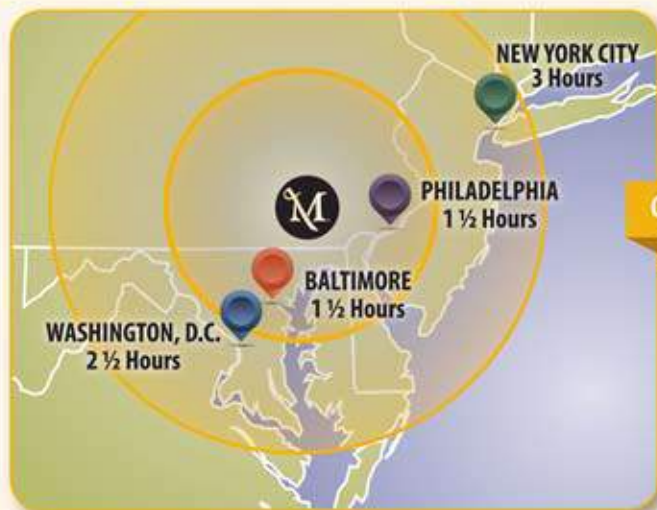 NEW YORK CITY
3 Hours
M
PHILADELPHIA
1 ½ Hours
BALTIMORE
1 ½ Hours
WASHINGTON, D.C.
2 ½ Hours